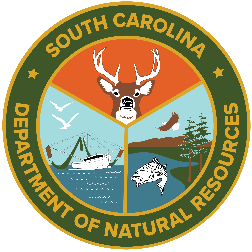 SOUTH CAROLINA
DEPARTMENT OF NATURAL RESOURCES